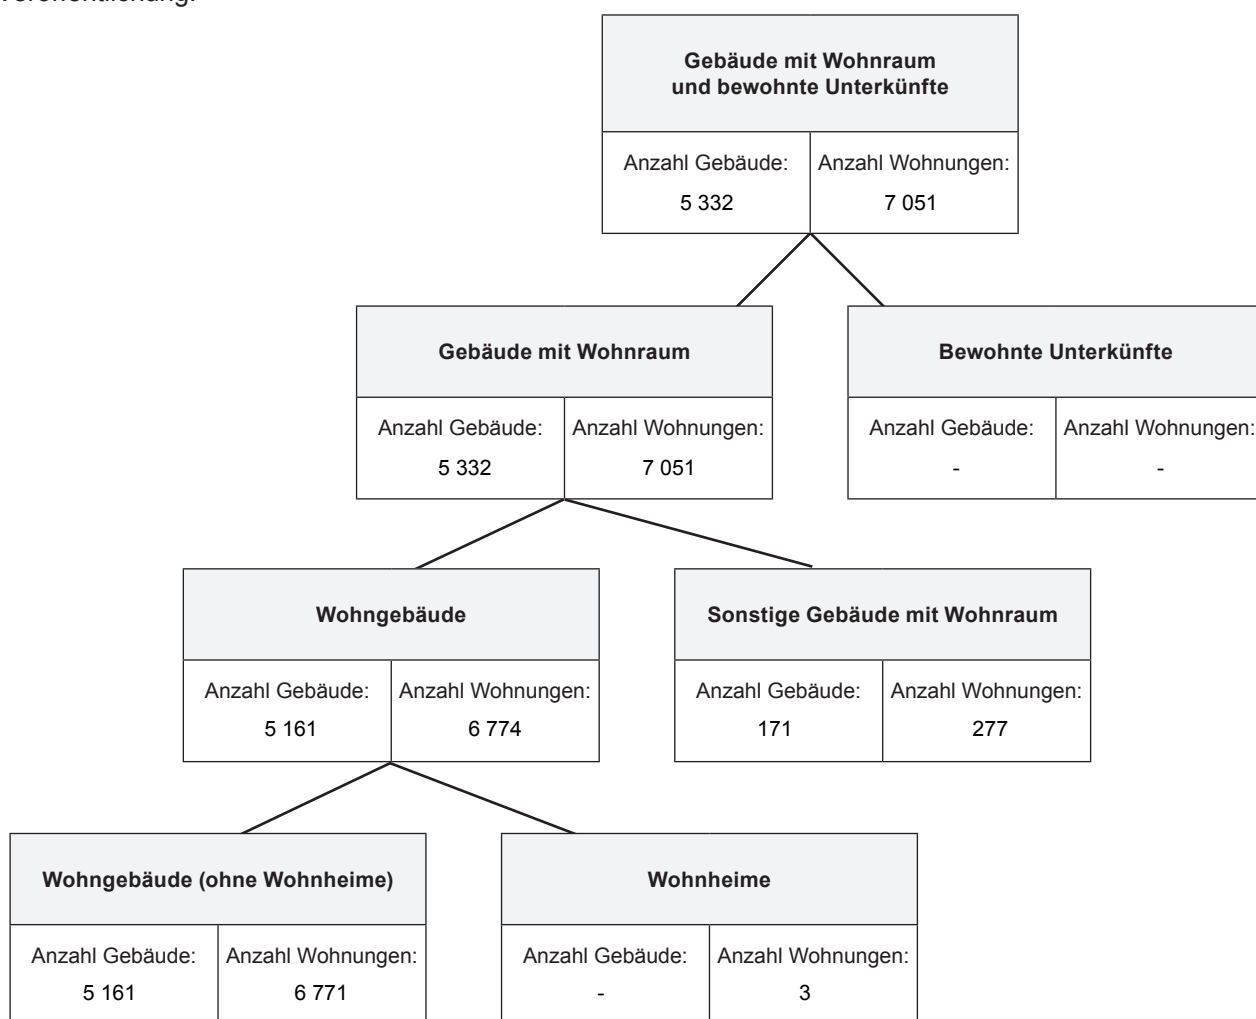 Veröffentlichung.
Gebäude mit Wohnraum
und bewohnte Unterkünfte
Anzahl Gebäude:
5 332
Anzahl Wohnungen:
7 051
Gebäude mit Wohnraum
Anzahl Gebäude:
5 332
Anzahl Wohnungen:
7 051
Bewohnte Unterkünfte
Anzahl Gebäude:
-
Anzahl Wohnungen:
-
Wohngebäude
Anzahl Gebäude:
5 161
Anzahl Wohnungen:
6 774
Sonstige Gebäude mit Wohnraum
Anzahl Gebäude:
171
Anzahl Wohnungen:
277
Wohngebäude (ohne Wohnheime)
Anzahl Gebäude:
5 161
Anzahl Wohnungen:
6 771
Wohnheime
Anzahl Gebäude:
-
Anzahl Wohnungen:
3